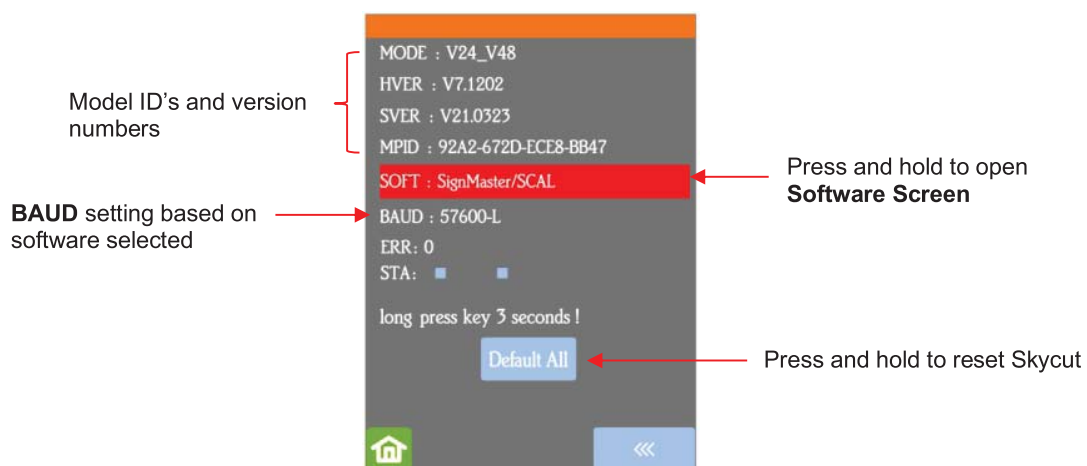 MODE : V24_V48
HVER : V7.1202
SVER : V21.0323
MPID : 92A2-672D-ECE8-BB47
Model ID's and version
numbers
SOFT : SignMaster/SCAL
Press and hold to open
Software Screen
BAUD setting based on
software selected
BAUD : 57600-L
ERR: 0
STA:
long press key 3 seconds !
Default All
Press and hold to reset Skycut